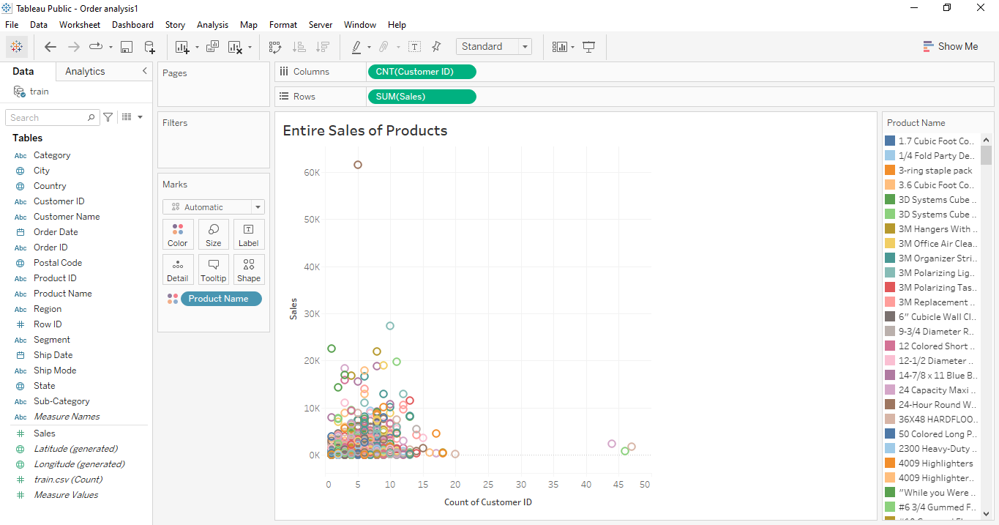 Tableau Public - Order analysis1
File Data Worksheet Dashboard Story Analysis Map Format Server Window Help
Standard
Show Me
Data Analytics
train
Search
Tables
Category
City
Country
Customer ID
Customer Name
Order Date
Order ID
Postal Code
Product ID
Product Name
Region
Row ID
Segment
Ship Date
Ship Mode
State
Sub-Category
Measure Names
Sales
Latitude (generated)
Longitude (generated)
train.csv (Count)
Measure Values
Abc
Abc
Abc
Abc
Abc
Abc
Abc
Abc
Abc
Abc
Abc
Pages
Filters
Marks
Automatic
Color Size Label
Detail Tooltip Shape
Product Name
Columns CNT(Customer ID)
Rows SUM(Sales)
Entire Sales of Products
60K
50K
40K
30K
20K
10K
0K
Sales
0 5 10 15 20 25 30 35 40 45 50
Count of Customer ID
Product Name
1.7 Cubic Foot Co..
1/4 Fold Party De..
3-ring staple pack
3.6 Cubic Foot Co..
3D Systems Cube ..
3D Systems Cube ..
3M Hangers With ..
3M Office Air Clea..
3M Organizer Stri..
3M Polarizing Lig..
3M Polarizing Tas..
3M Replacement ..
6" Cubicle Wall Cl..
9-3/4 Diameter R..
12 Colored Short ..
12-1/2 Diameter ..
14-7/8 x 11 Blue B..
24 Capacity Maxi ..
24-Hour Round W..
36X48 HARDFLOO..
50 Colored Long P..
2300 Heavy-Duty ..
4009 Highlighters
4009 Highlighter..
"While you Were ..
#6 3/4 Gummed F..